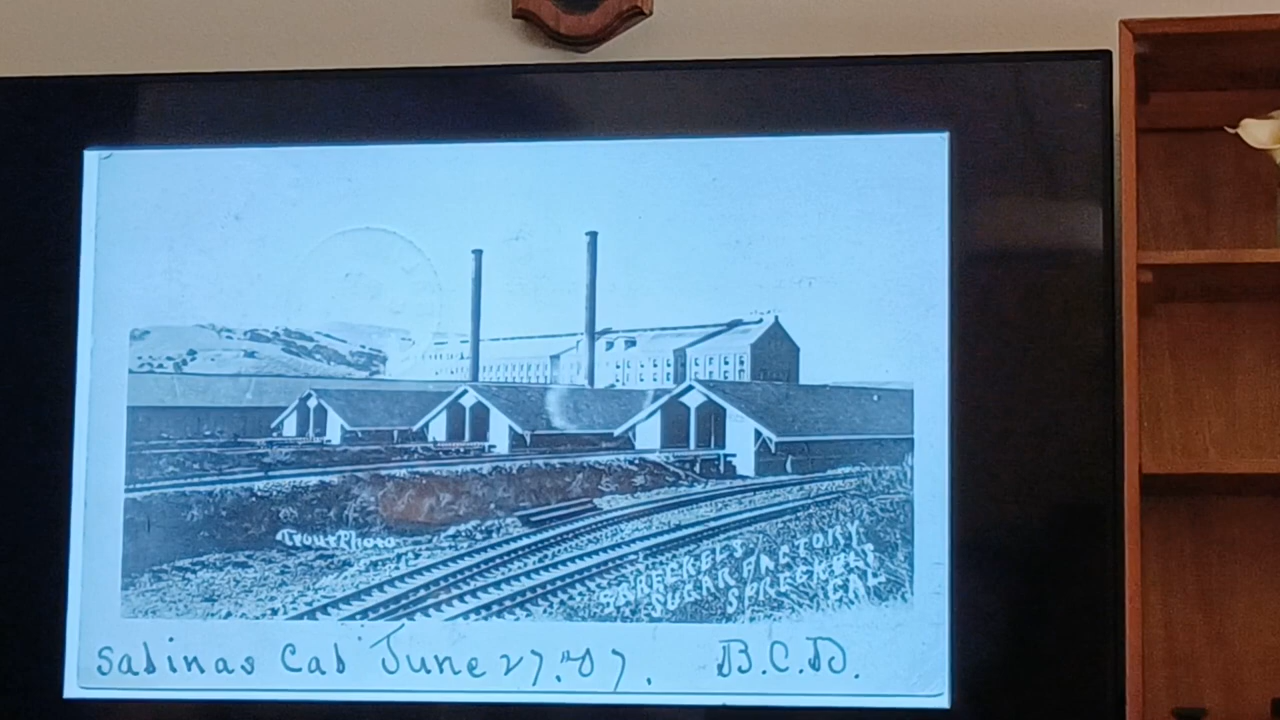 Trout Photo
SPRECKELS
SUGAR FACTORY
SPRECKELS
CAL
Salinas Cal June 27. 07. B.C.D.